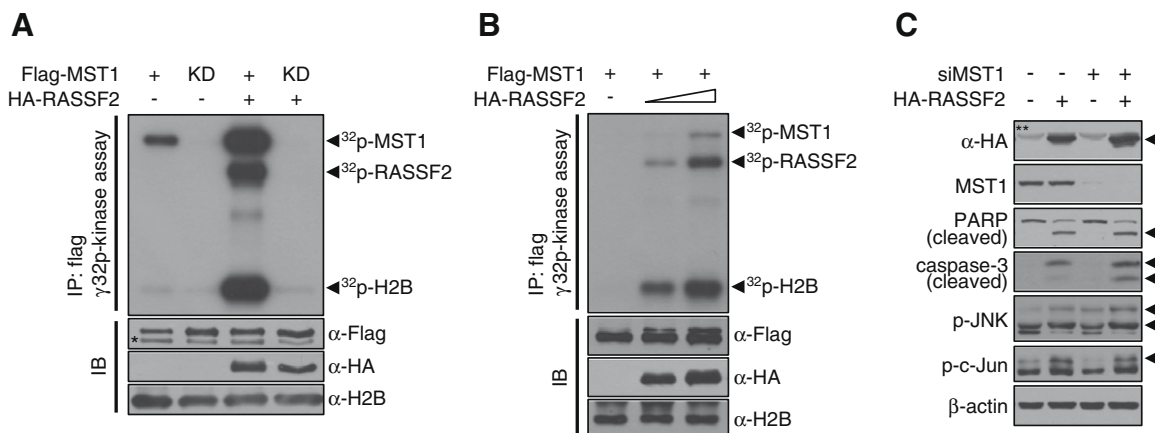 A
Flag-MST1 + KD + KD
HA-RASSF2 - - + +
IP: flag
γ32p-kinase assay
32p-MST1
32p-RASSF2
32p-H2B
IB
*
α-Flag
α-HA
α-H2B
B
Flag-MST1 + + +
HA-RASSF2 -
IP: flag
γ32p-kinase assay
32p-MST1
32p-RASSF2
32p-H2B
IB
α-Flag
α-HA
α-H2B
C
siMST1 - - + +
HA-RASSF2 - + - +
α-HA
**
MST1
PARP
(cleaved)
caspase-3
(cleaved)
p-JNK
p-c-Jun
β-actin